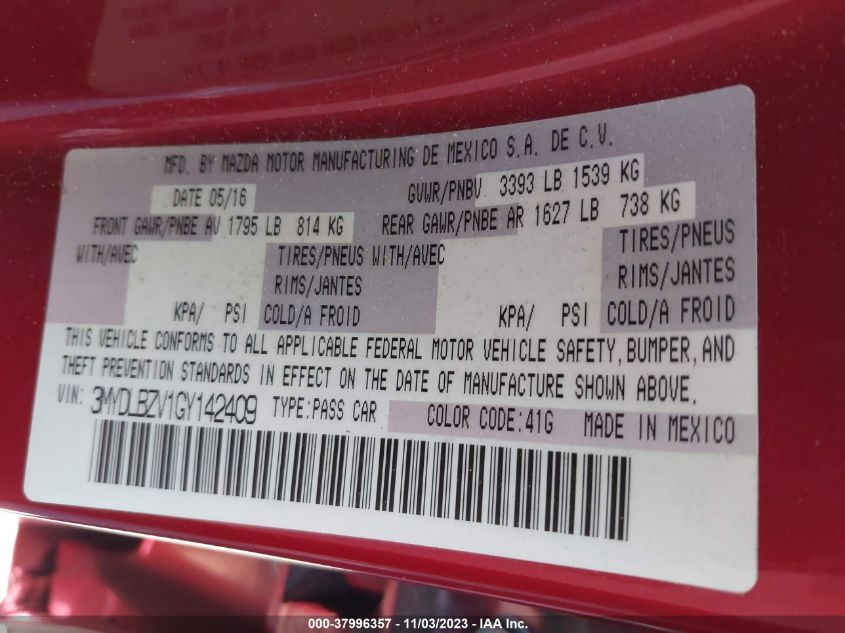 MFD. BY MAZDA MOTOR MANUFACTURING DE MEXICO S.A. DE C.V.
DATE 05/16 GVWR/PNBV 3393 LB 1539 KG
FRONT GAWR/PNBE AV 1795 LB 814 KG REAR GAWR/PNBE AR 1627 LB 738 KG
WITH/AVEC TIRES/PNEUS WITH/AVEC TIRES/PNEUS
RIMS/JANTES RIMS/JANTES
KPA/ PSI COLD/A FROID KPA/ PSI COLD/A FROID
THIS VEHICLE CONFORMS TO ALL APPLICABLE FEDERAL MOTOR VEHICLE SAFETY, BUMPER, AND
THEFT PREVENTION STANDARDS IN EFFECT ON THE DATE OF MANUFACTURE SHOWN ABOVE.
VIN: 3MYDLBZV1GY142409 TYPE:PASS CAR COLOR CODE:41G MADE IN MEXICO
000-37996357 - 11/03/2023 - IAA Inc.